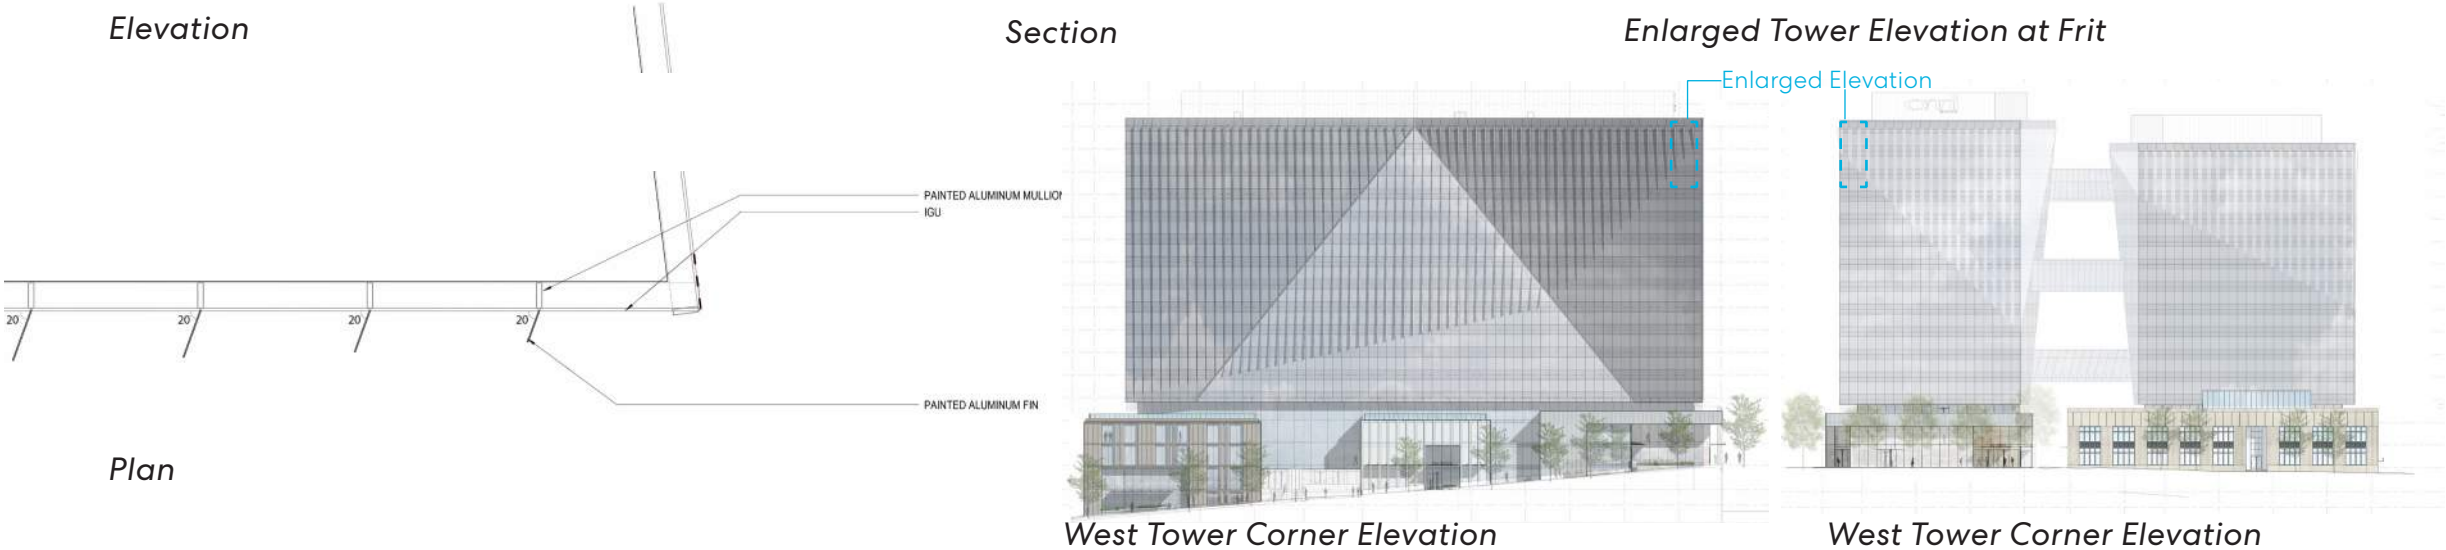 Elevation
Section
Enlarged Tower Elevation at Frit
Enlarged Elevation
PAINTED ALUMINUM MULLION
IGU
20
20
20
20
PAINTED ALUMINUM FIN
Plan
West Tower Corner Elevation
West Tower Corner Elevation